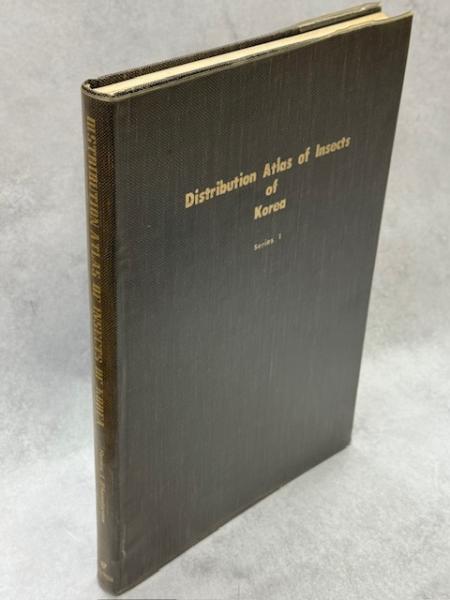 Distribution Atlas of Insects
of
Korea
Series 1
DISTRIBUTION ATLAS OF INSECTS OF KOREA